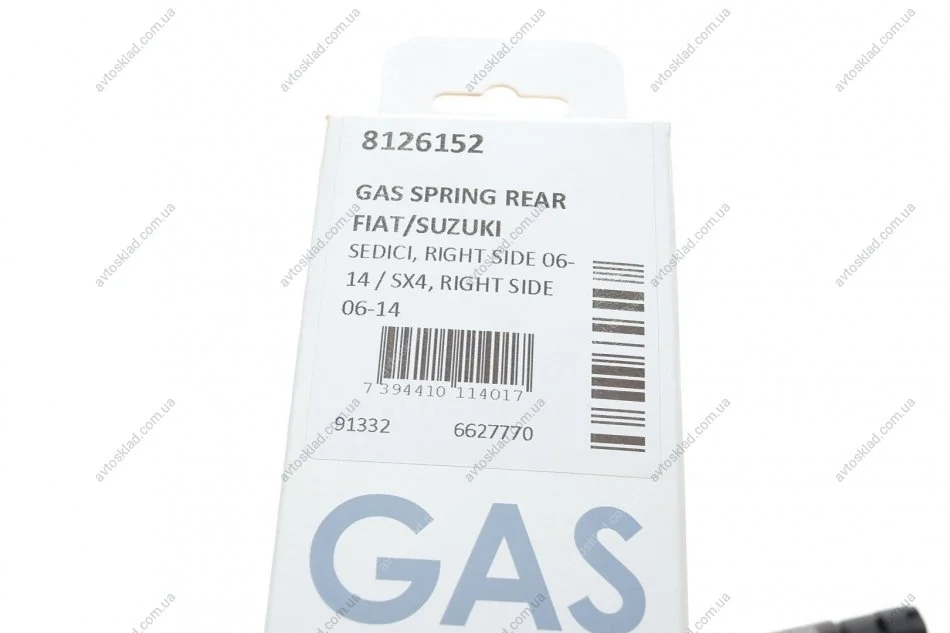 8126152
GAS SPRING REAR
FIAT/SUZUKI
SEDICI, RIGHT SIDE 06-
14 / SX4, RIGHT SIDE
06-14
7 394410 114017
91332 6627770
GAS
avtosklad.com.ua